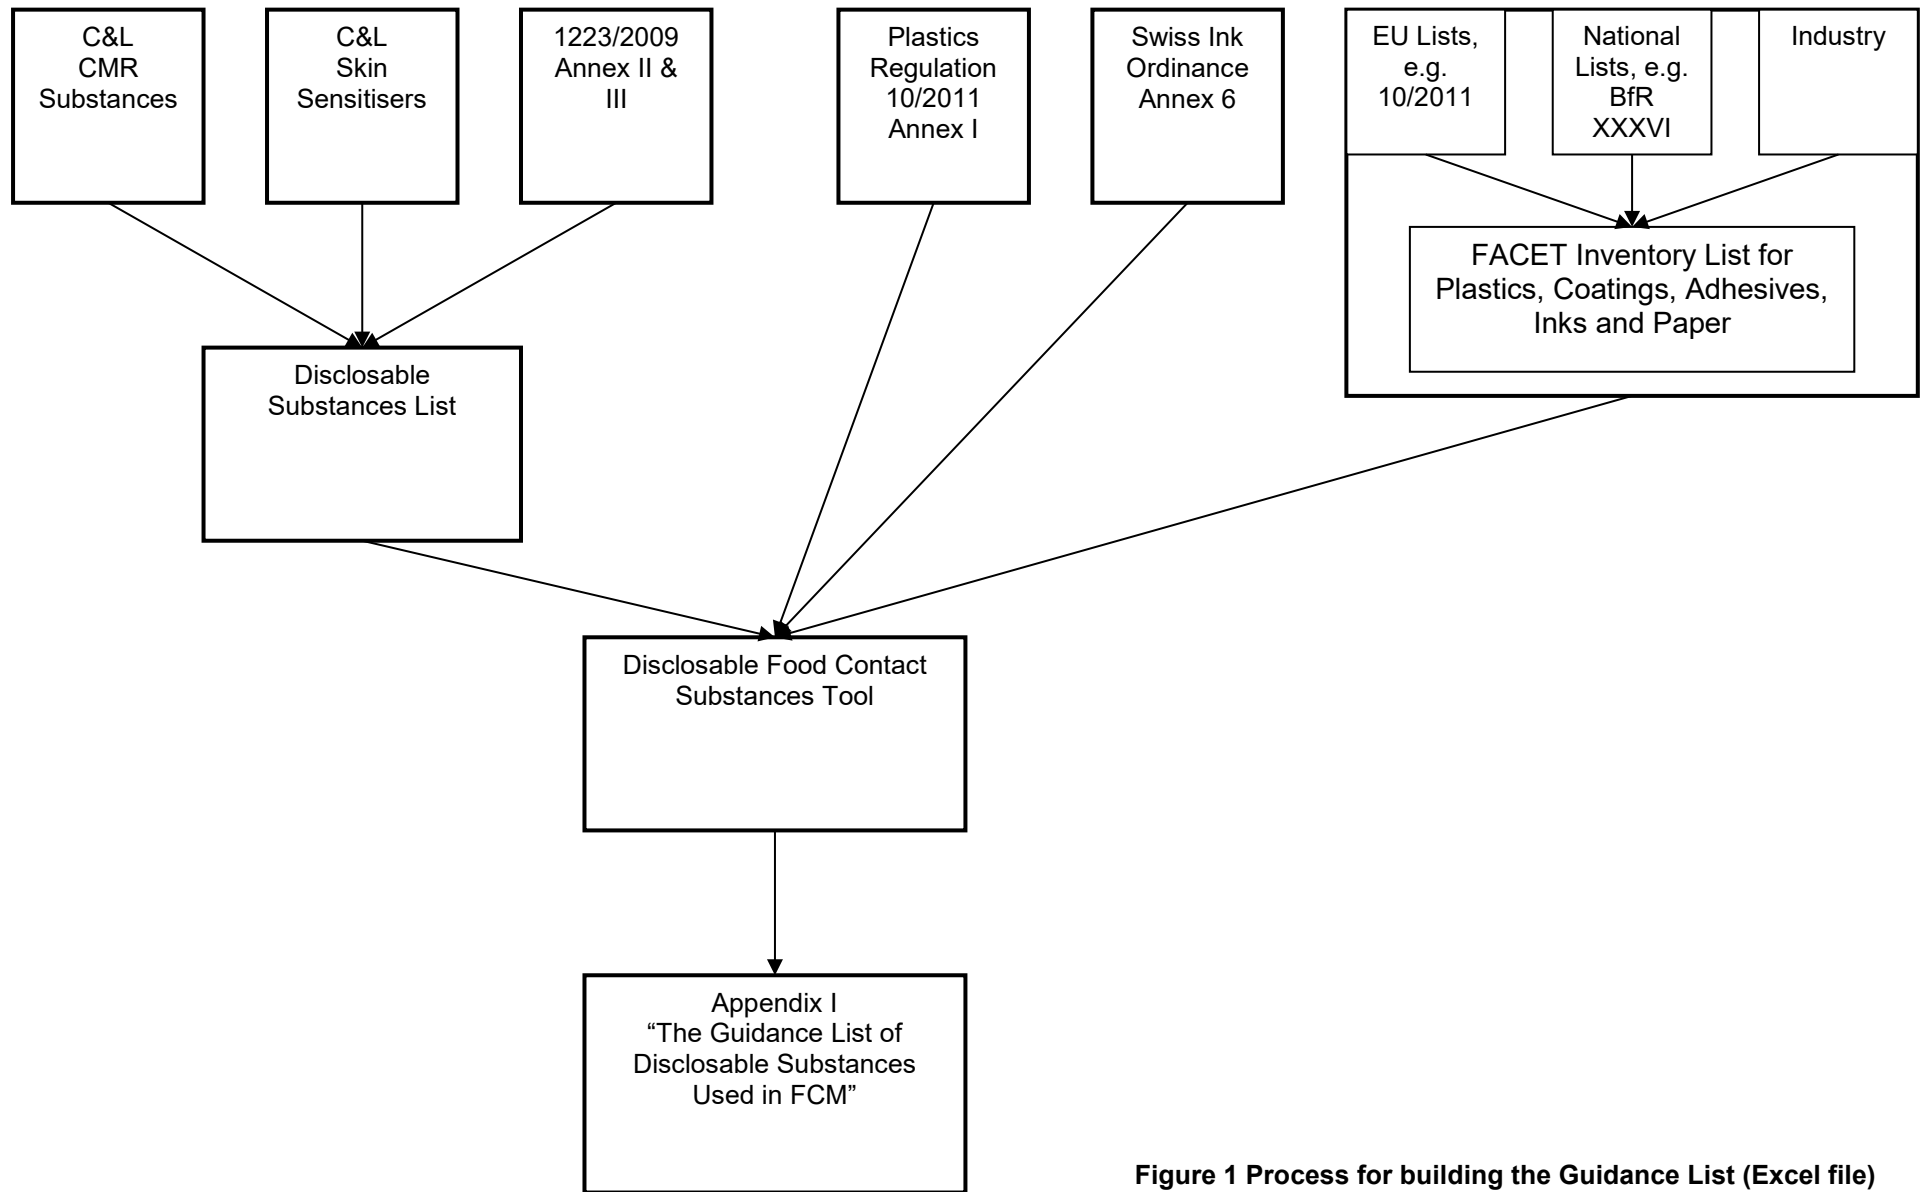 C&L
CMR
Substances
C&L
Skin
Sensitisers
1223/2009
Annex II &
III
Plastics
Regulation
10/2011
Annex I
Swiss Ink
Ordinance
Annex 6
EU Lists,
e.g.
10/2011
National
Lists, e.g.
BfR
XXXVI
Industry
FACET Inventory List for
Plastics, Coatings, Adhesives,
Inks and Paper
Disclosable
Substances List
Disclosable Food Contact
Substances Tool
Appendix I
“The Guidance List of
Disclosable Substances
Used in FCM”
Figure 1 Process for building the Guidance List (Excel file)